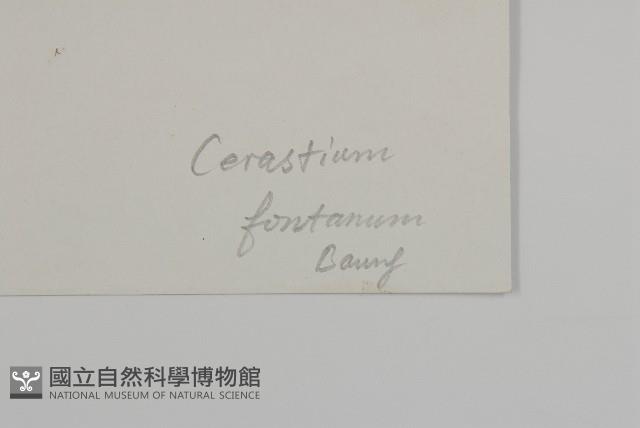 Cerastium
fontanum
Baumg
國立自然科學博物館
NATIONAL MUSEUM OF NATURAL SCIENCE